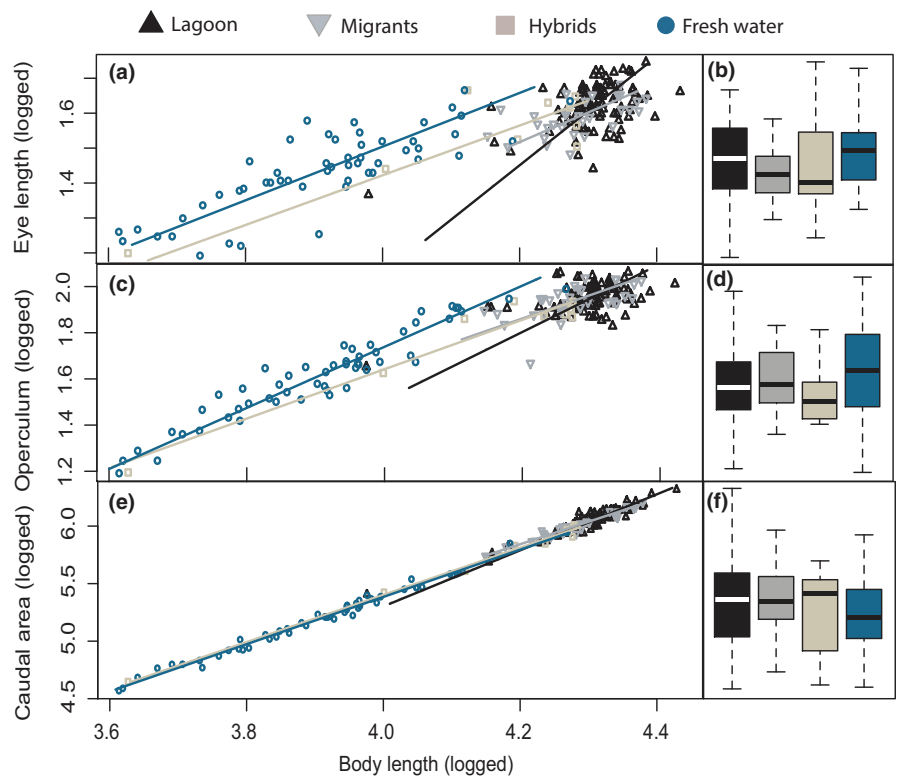 Lagoon Migrants Hybrids Fresh water
(a) (b)
Eye length (logged)
1.6
1.4
(c) (d)
Operculum (logged)
2.0
1.8
1.6
1.4
1.2
(e) (f)
Caudal area (logged)
6.0
5.5
5.0
4.5
3.6 3.8 4.0 4.2 4.4
Body length (logged)